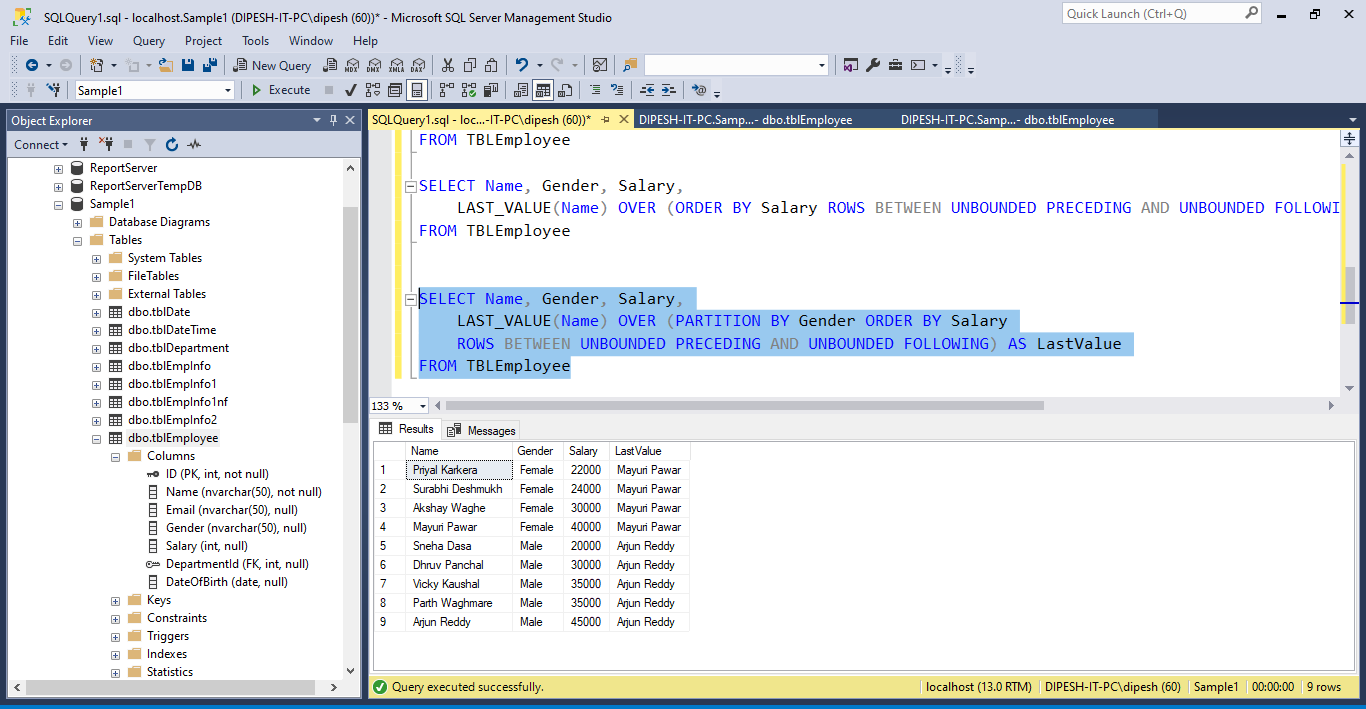 SQLQuery1.sql - localhost.Sample1 (DIPESH-IT-PC\dipesh (60))* - Microsoft SQL Server Management Studio
Quick Launch (Ctrl+Q)
File Edit View Query Project Tools Window Help
New Query MDX DMX XMLA DAX
Sample1 Execute
Object Explorer
Connect
ReportServer
ReportServerTempDB
Sample1
Database Diagrams
Tables
System Tables
FileTables
External Tables
dbo.tblDate
dbo.tblDateTime
dbo.tblDepartment
dbo.tblEmpInfo
dbo.tblEmpInfo1
dbo.tblEmpInfo1nf
dbo.tblEmpInfo2
dbo.tblEmployee
Columns
ID (PK, int, not null)
Name (nvarchar(50), not null)
Email (nvarchar(50), null)
Gender (nvarchar(50), null)
Salary (int, null)
DepartmentId (FK, int, null)
DateOfBirth (date, null)
Keys
Constraints
Triggers
Indexes
Statistics
SQLQuery1.sql - loc...-IT-PC\dipesh (60))* DIPESH-IT-PC.Samp...- dbo.tblEmployee DIPESH-IT-PC.Samp...- dbo.tblEmployee
FROM TBLEmployee
SELECT Name, Gender, Salary,
LAST_VALUE(Name) OVER (ORDER BY Salary ROWS BETWEEN UNBOUNDED PRECEDING AND UNBOUNDED FOLLOWI
FROM TBLEmployee
SELECT Name, Gender, Salary,
LAST_VALUE(Name) OVER (PARTITION BY Gender ORDER BY Salary
ROWS BETWEEN UNBOUNDED PRECEDING AND UNBOUNDED FOLLOWING) AS LastValue
FROM TBLEmployee
133 %
Results Messages
Name Gender Salary LastValue
1 Priyal Karkera Female 22000 Mayuri Pawar
2 Surabhi Deshmukh Female 24000 Mayuri Pawar
3 Akshay Waghe Female 30000 Mayuri Pawar
4 Mayuri Pawar Female 40000 Mayuri Pawar
5 Sneha Dasa Male 20000 Arjun Reddy
6 Dhruv Panchal Male 30000 Arjun Reddy
7 Vicky Kaushal Male 35000 Arjun Reddy
8 Parth Waghmare Male 35000 Arjun Reddy
9 Arjun Reddy Male 45000 Arjun Reddy
Query executed successfully. localhost (13.0 RTM) DIPESH-IT-PC\dipesh (60) Sample1 00:00:00 9 rows